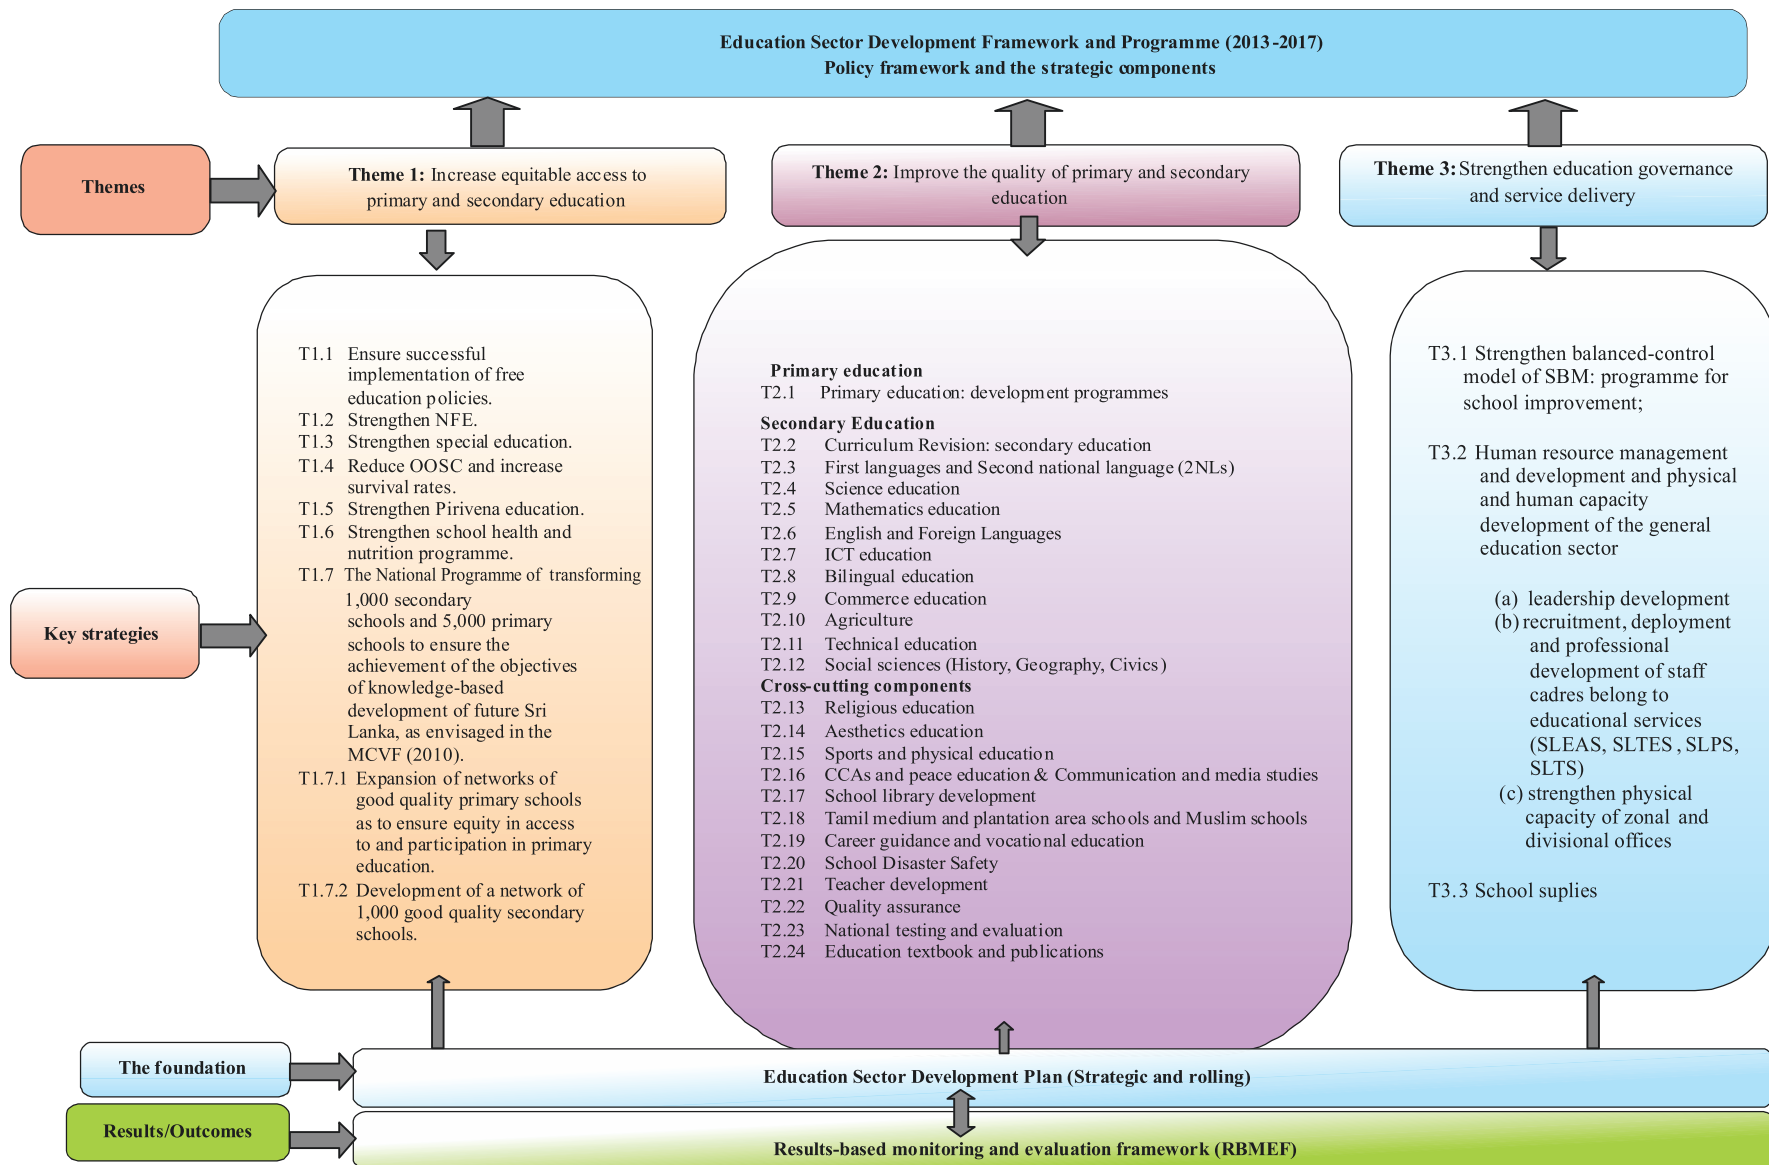 Education Sector Development Framework and Programme (2013-2017)
Policy framework and the strategic components
Themes
Theme 1: Increase equitable access to
primary and secondary education
Theme 2: Improve the quality of primary and secondary
education
Theme 3: Strengthen education governance
and service delivery
Key strategies
T1.1 Ensure successful
implementation of free
education policies.
T1.2 Strengthen NFE.
T1.3 Strengthen special education.
T1.4 Reduce OOSC and increase
survival rates.
T1.5 Strengthen Pirivena education.
T1.6 Strengthen school health and
nutrition programme.
T1.7 The National Programme of transforming
1,000 secondary
schools and 5,000 primary
schools to ensure the
achievement of the objectives
of knowledge-based
development of future Sri
Lanka, as envisaged in the
MCVF (2010).
T1.7.1 Expansion of networks of
good quality primary schools
as to ensure equity in access
to and participation in primary
education.
T1.7.2 Development of a network of
1,000 good quality secondary
schools.
Primary education
T2.1 Primary education: development programmes
Secondary Education
T2.2 Curriculum Revision: secondary education
T2.3 First languages and Second national language (2NLs)
T2.4 Science education
T2.5 Mathematics education
T2.6 English and Foreign Languages
T2.7 ICT education
T2.8 Bilingual education
T2.9 Commerce education
T2.10 Agriculture
T2.11 Technical education
T2.12 Social sciences (History, Geography, Civics)
Cross-cutting components
T2.13 Religious education
T2.14 Aesthetics education
T2.15 Sports and physical education
T2.16 CCAs and peace education & Communication and media studies
T2.17 School library development
T2.18 Tamil medium and plantation area schools and Muslim schools
T2.19 Career guidance and vocational education
T2.20 School Disaster Safety
T2.21 Teacher development
T2.22 Quality assurance
T2.23 National testing and evaluation
T2.24 Education textbook and publications
T3.1 Strengthen balanced-control
model of SBM: programme for
school improvement;
T3.2 Human resource management
and development and physical
and human capacity
development of the general
education sector
(a) leadership development
(b) recruitment, deployment
and professional
development of staff
cadres belong to
educational services
(SLEAS, SLTES , SLPS,
SLTS)
(c) strengthen physical
capacity of zonal and
divisional offices
T3.3 School suplies
The foundation
Education Sector Development Plan (Strategic and rolling)
Results/Outcomes
Results-based monitoring and evaluation framework (RBMEF)